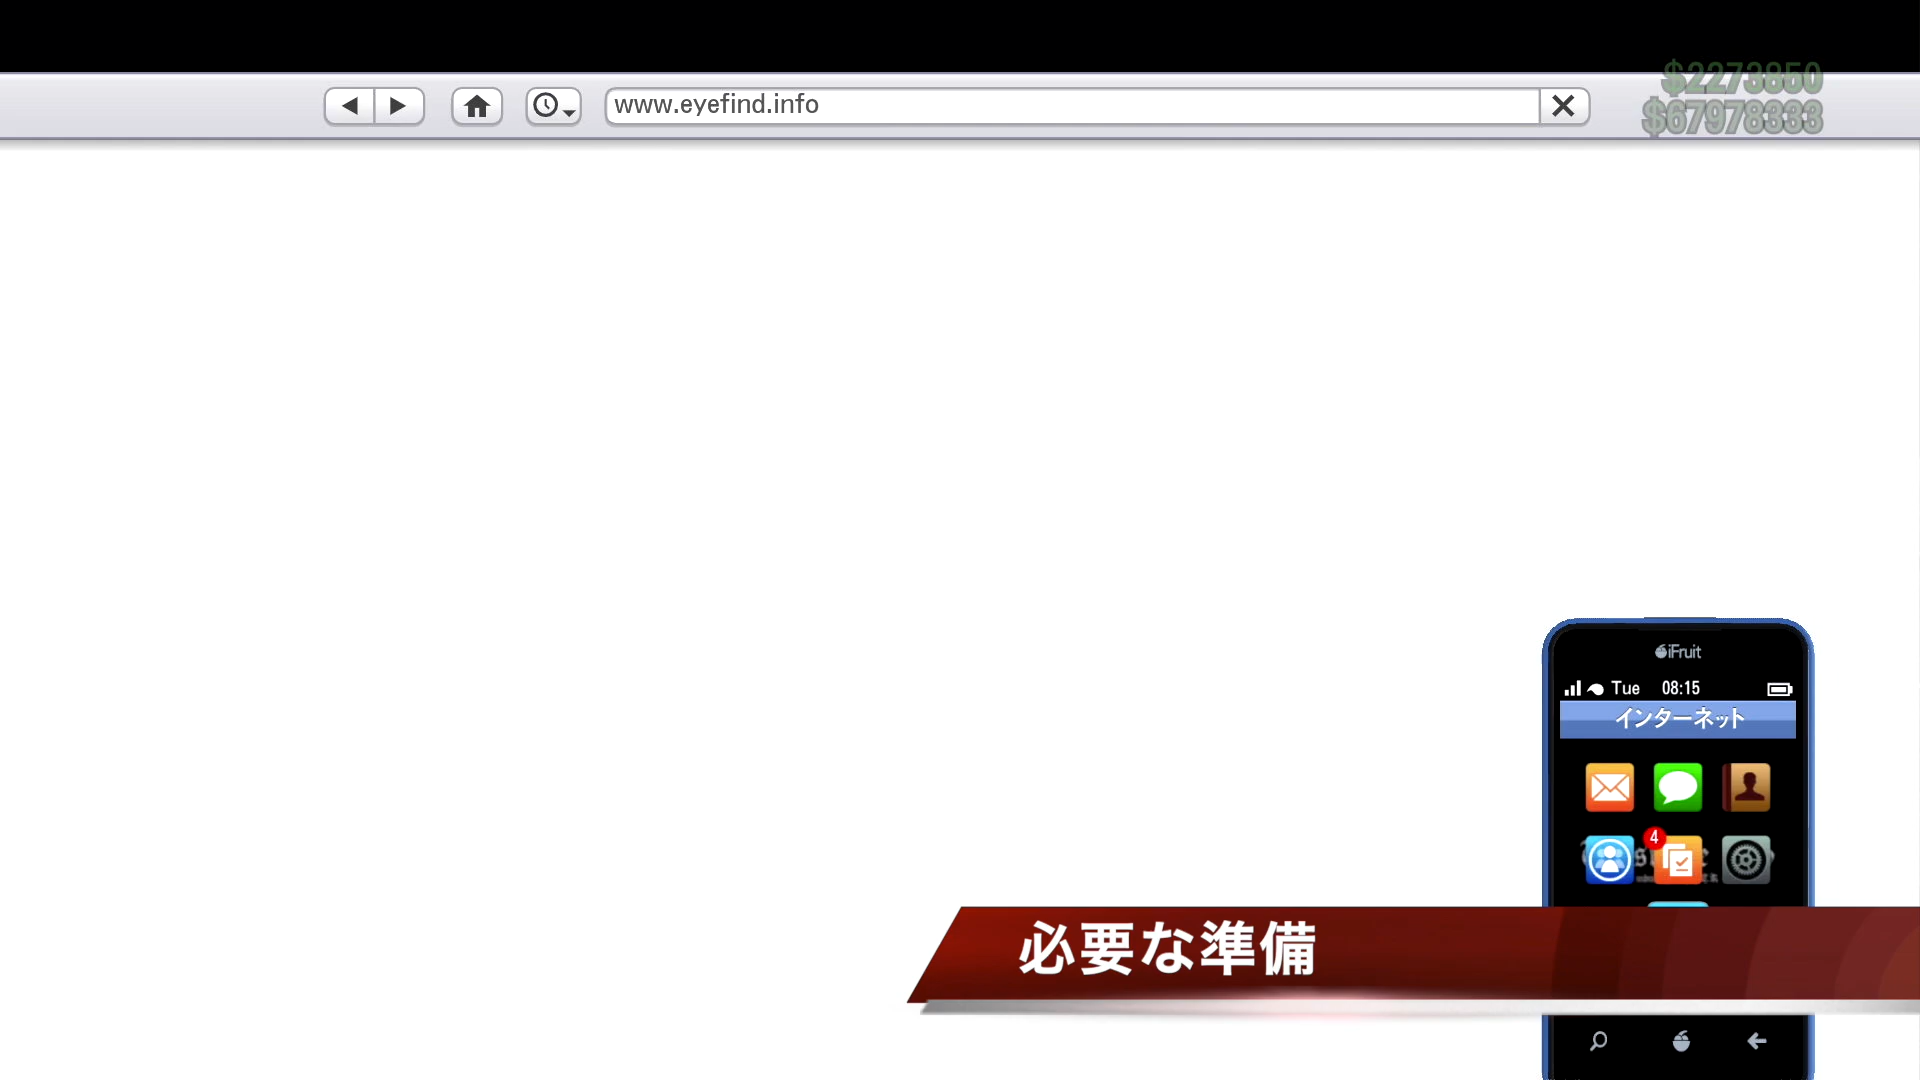 $2273850
www.eyefind.info
$67978333
iFruit
Tue 08:15
インターネット
4
必要な準備